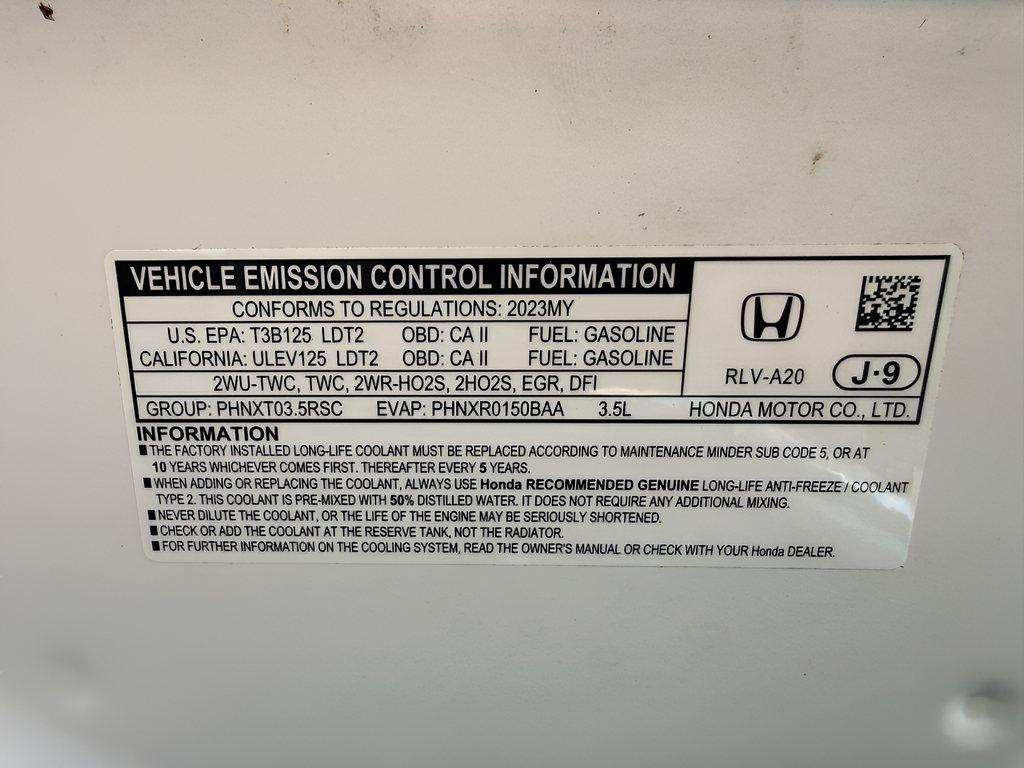 VEHICLE EMISSION CONTROL INFORMATION
CONFORMS TO REGULATIONS: 2023MY
U.S. EPA: T3B125 LDT2 OBD: CA II FUEL: GASOLINE
CALIFORNIA: ULEV125 LDT2 OBD: CA II FUEL: GASOLINE
2WU-TWC, TWC, 2WR-HO2S, 2HO2S, EGR, DFI
RLV-A20 J·9
GROUP: PHNXT03.5RSC EVAP: PHNXR0150BAA 3.5L HONDA MOTOR CO., LTD.
INFORMATION
■ THE FACTORY INSTALLED LONG-LIFE COOLANT MUST BE REPLACED ACCORDING TO MAINTENANCE MINDER SUB CODE 5, OR AT
10 YEARS WHICHEVER COMES FIRST. THEREAFTER EVERY 5 YEARS.
■ WHEN ADDING OR REPLACING THE COOLANT, ALWAYS USE Honda RECOMMENDED GENUINE LONG-LIFE ANTI-FREEZE / COOLANT
TYPE 2. THIS COOLANT IS PRE-MIXED WITH 50% DISTILLED WATER. IT DOES NOT REQUIRE ANY ADDITIONAL MIXING.
■ NEVER DILUTE THE COOLANT, OR THE LIFE OF THE ENGINE MAY BE SERIOUSLY SHORTENED.
■ CHECK OR ADD THE COOLANT AT THE RESERVE TANK, NOT THE RADIATOR.
■ FOR FURTHER INFORMATION ON THE COOLING SYSTEM, READ THE OWNER'S MANUAL OR CHECK WITH YOUR Honda DEALER.